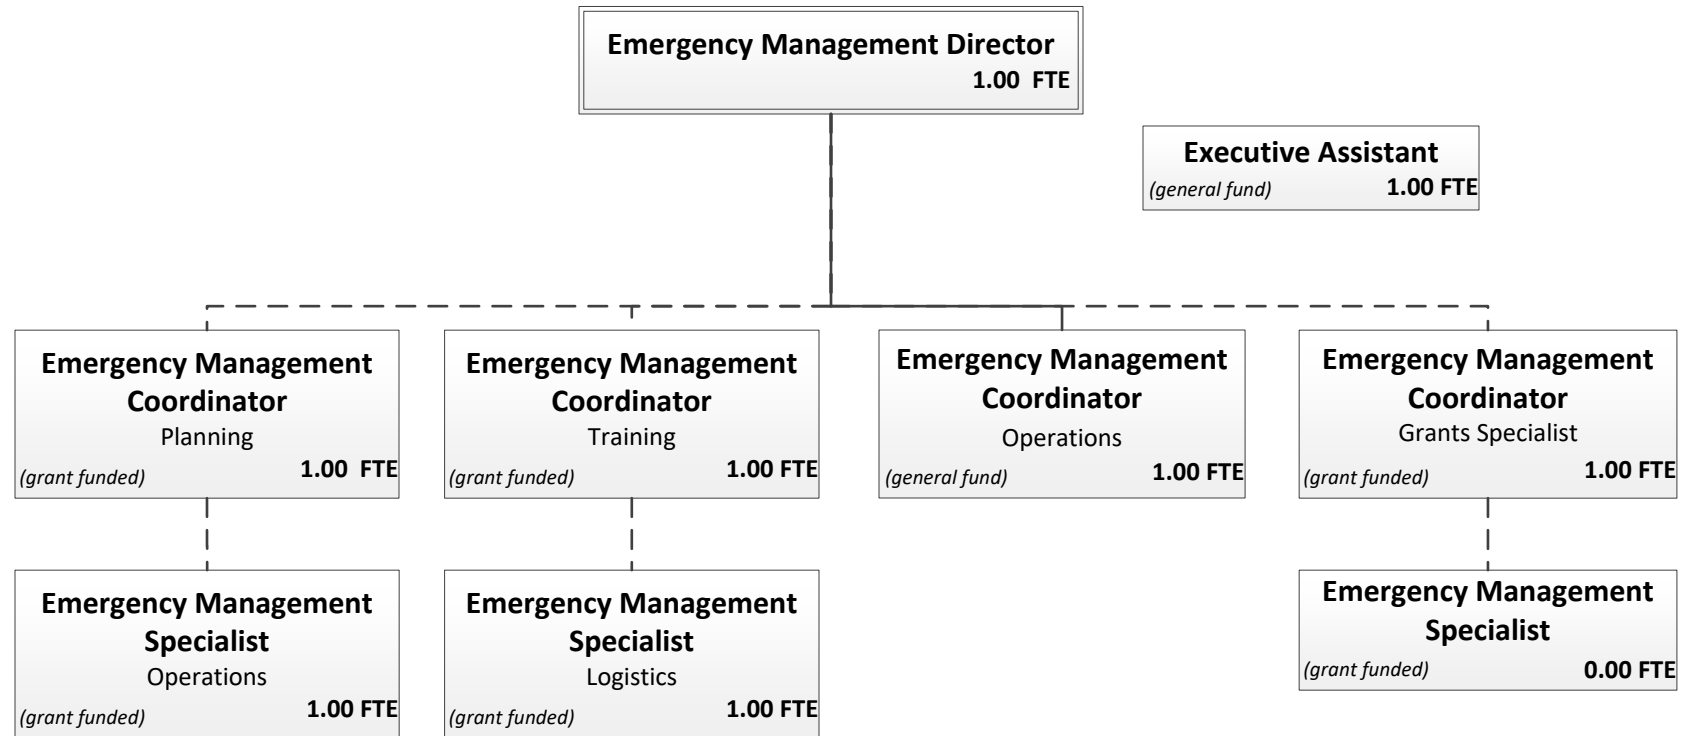 Emergency Management Director
1.00 FTE
Executive Assistant
(general fund) 1.00 FTE
Emergency Management
Coordinator
Planning
(grant funded) 1.00 FTE
Emergency Management
Coordinator
Training
(grant funded) 1.00 FTE
Emergency Management
Coordinator
Operations
(general fund) 1.00 FTE
Emergency Management
Coordinator
Grants Specialist
(grant funded) 1.00 FTE
Emergency Management
Specialist
Operations
(grant funded) 1.00 FTE
Emergency Management
Specialist
Logistics
(grant funded) 1.00 FTE
Emergency Management
Specialist
(grant funded) 0.00 FTE